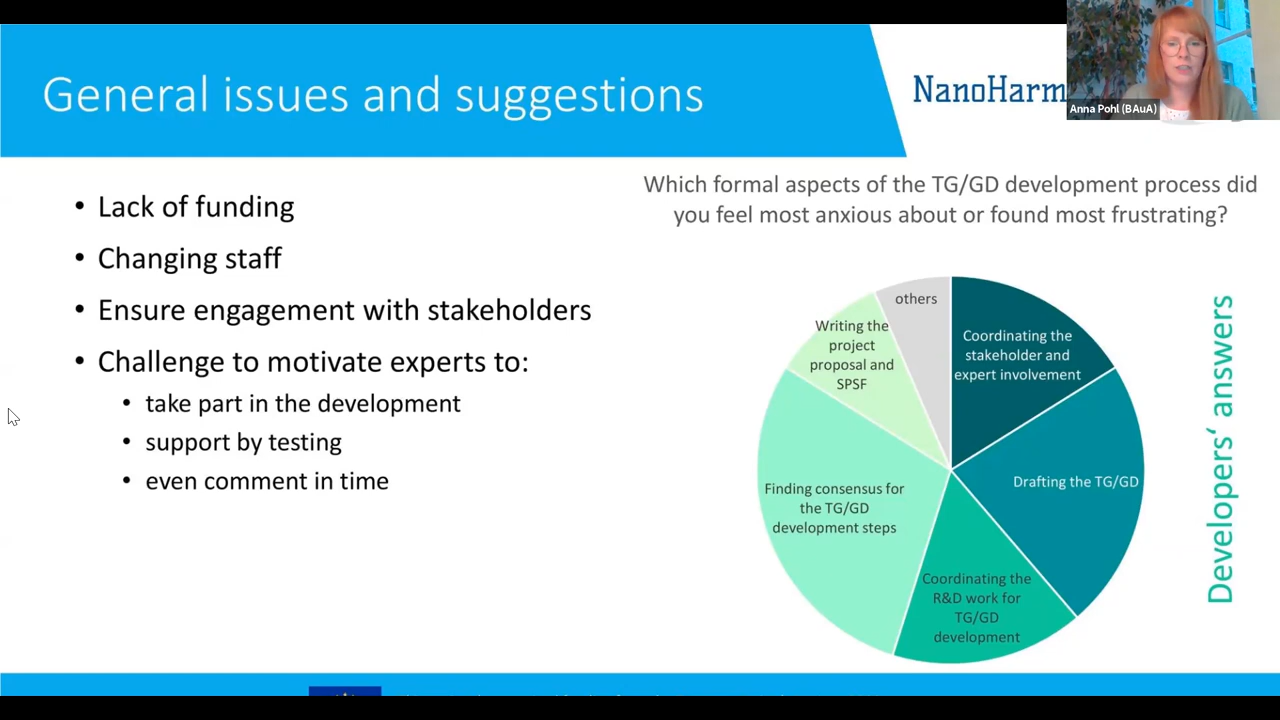 General issues and suggestions
NanoHarm
Anna Pohl (BAuA)
• Lack of funding
• Changing staff
• Ensure engagement with stakeholders
• Challenge to motivate experts to:
• take part in the development
• support by testing
• even comment in time
Which formal aspects of the TG/GD development process did
you feel most anxious about or found most frustrating?
others
Writing the
project
proposal and
SPSF
Coordinating the
stakeholder and
expert involvement
Drafting the TG/GD
Finding consensus for
the TG/GD
development steps
Coordinating the
R&D work for
TG/GD
development
Developers‘ answers